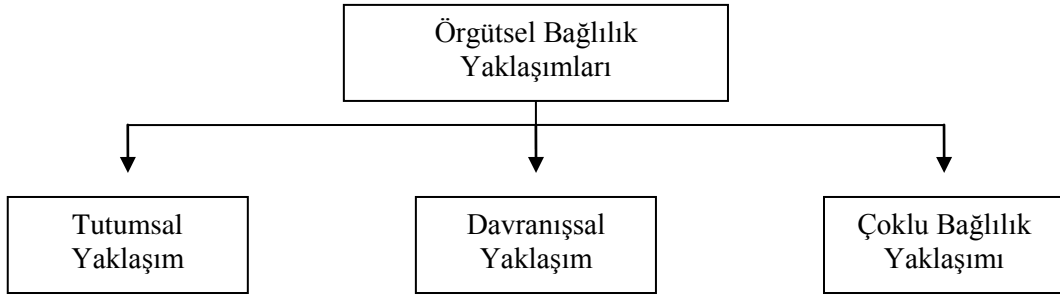 Örgütsel Bağlılık
Yaklaşımları
Tutumsal
Yaklaşım
Davranışsal
Yaklaşım
Çoklu Bağlılık
Yaklaşımı